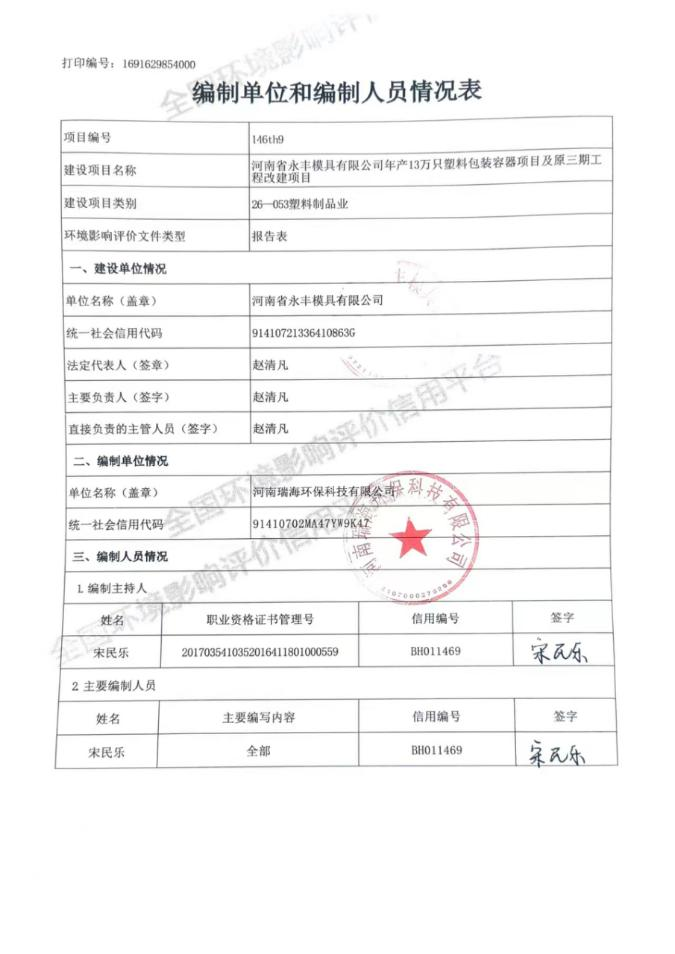 打印编号：1691629854000
编制单位和编制人员情况表
项目编号 146th9
建设项目名称 河南省永丰模具有限公司年产13万只塑料包装容器项目及原三期工
程改建项目
建设项目类别 26—053塑料制品业
环境影响评价文件类型 报告表
一、建设单位情况
单位名称（盖章） 河南省永丰模具有限公司
统一社会信用代码 91410721336410863G
法定代表人（签章） 赵清凡
主要负责人（签字） 赵清凡
直接负责的主管人员（签字） 赵清凡
二、编制单位情况
单位名称（盖章） 河南瑞海环保科技有限公司
统一社会信用代码 91410702MA47YW9K47
三、编制人员情况
1.编制主持人
姓名 职业资格证书管理号 信用编号 签字
宋民乐 2017035410352016411801000559 BH011469 宋民乐
2 主要编制人员
姓名 主要编写内容 信用编号 签字
宋民乐 全部 BH011469 宋民乐
全国环境影响评价信用平台
河南瑞海环保科技有限公司